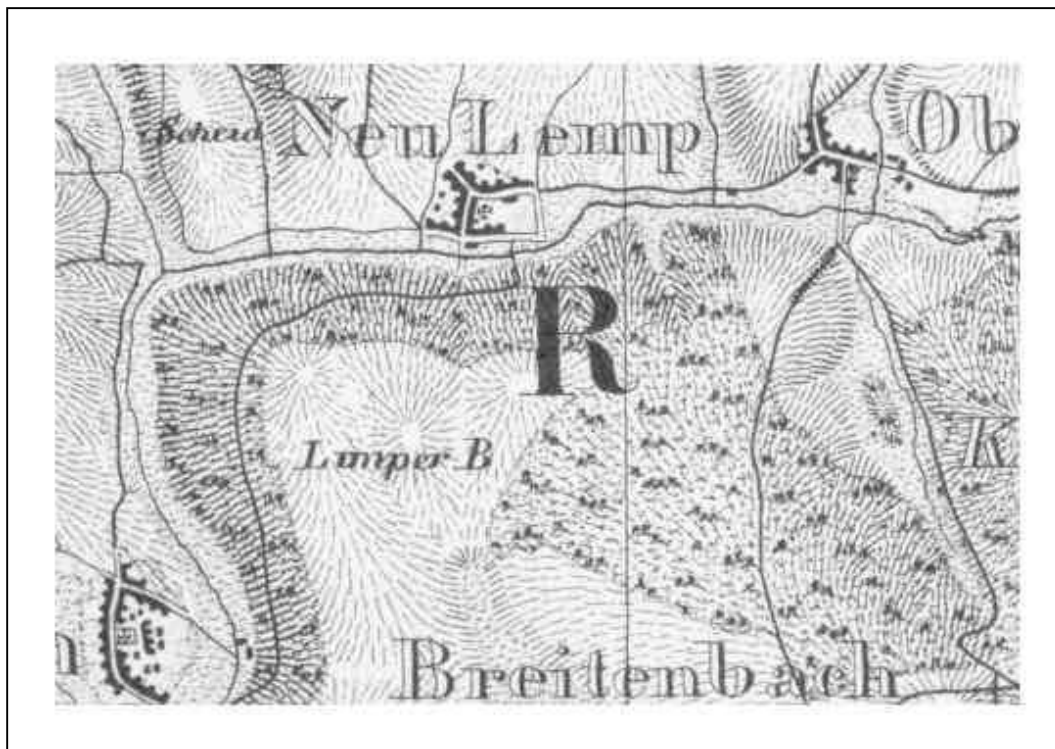 Scheid
Neu Lemp
Ob
R
K
Limper B
n
Breitenbach